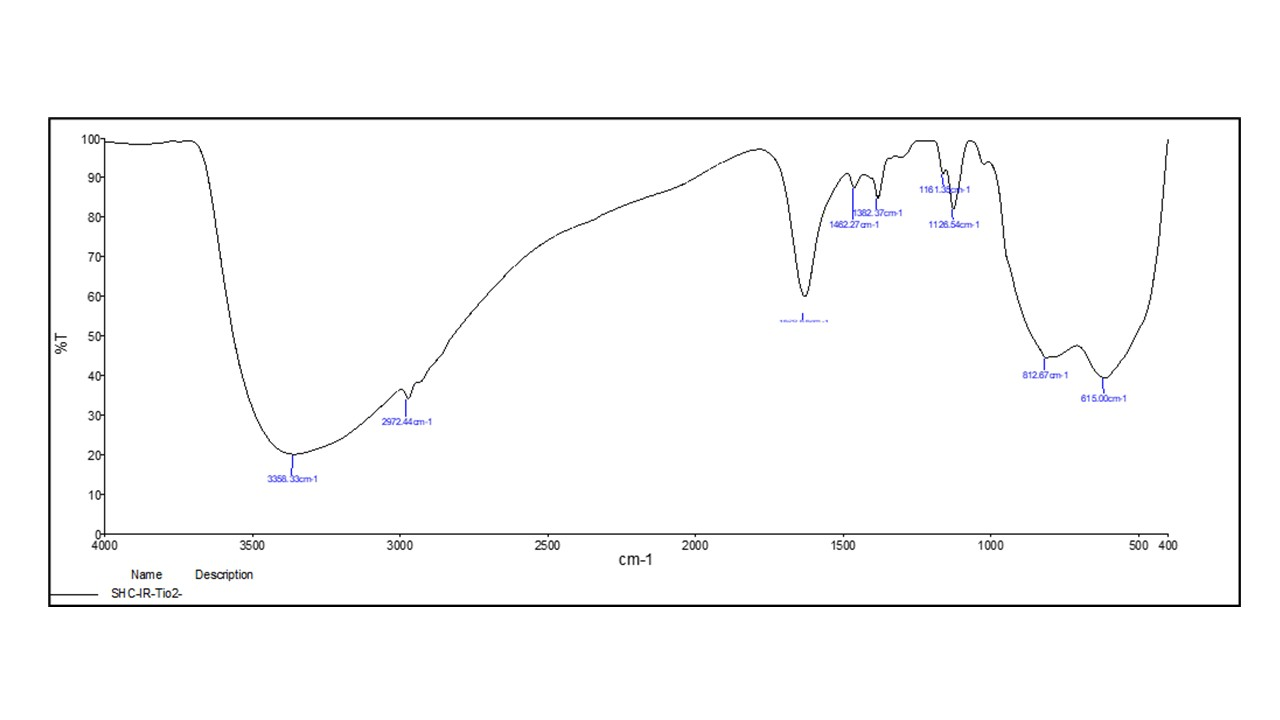 100
90
80
70
60
50
40
30
20
10
0
%T
4000 3500 3000 2500 2000 1500 1000 500 400
cm-1
3358.33cm-1
2972.44cm-1
1462.27cm-1
1382.37cm-1
1161.35cm-1
1126.54cm-1
812.67cm-1
615.00cm-1
Name Description
SHC-IR-Tio2-